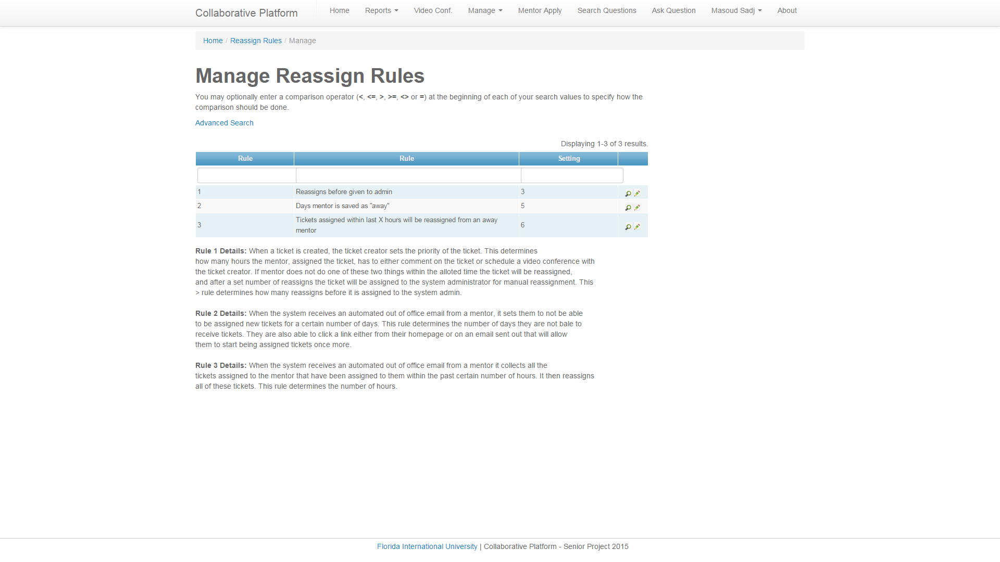 Collaborative Platform Home Reports Video Conf. Manage Mentor Apply Search Questions Ask Question Masoud Sadj About
Home / Reassign Rules / Manage
Manage Reassign Rules
You may optionally enter a comparison operator (<, <=, >, >=, <> or =) at the beginning of each of your search values to specify how the
comparison should be done.
Advanced Search
Displaying 1-3 of 3 results.
Rule Rule Setting
1 Reassigns before given to admin 3
2 Days mentor is saved as "away" 5
3 Tickets assigned within last X hours will be reassigned from an away
mentor 6
Rule 1 Details: When a ticket is created, the ticket creator sets the priority of the ticket. This determines
how many hours the mentor, assigned the ticket, has to either comment on the ticket or schedule a video conference with
the ticket creator. If mentor does not do one of these two things within the alloted time the ticket will be reassigned,
and after a set number of reassigns the ticket will be assigned to the system administrator for manual reassignment. This
> rule determines how many reassigns before it is assigned to the system admin.
Rule 2 Details: When the system receives an automated out of office email from a mentor, it sets them to not be able
to be assigned new tickets for a certain number of days. This rule determines the number of days they are not bale to
receive tickets. They are also able to click a link either from their homepage or on an email sent out that will allow
them to start being assigned tickets once more.
Rule 3 Details: When the system receives an automated out of office email from a mentor it collects all the
tickets assigned to the mentor that have been assigned to them within the past certain number of hours. It then reassigns
all of these tickets. This rule determines the number of hours.
Florida International University | Collaborative Platform - Senior Project 2015